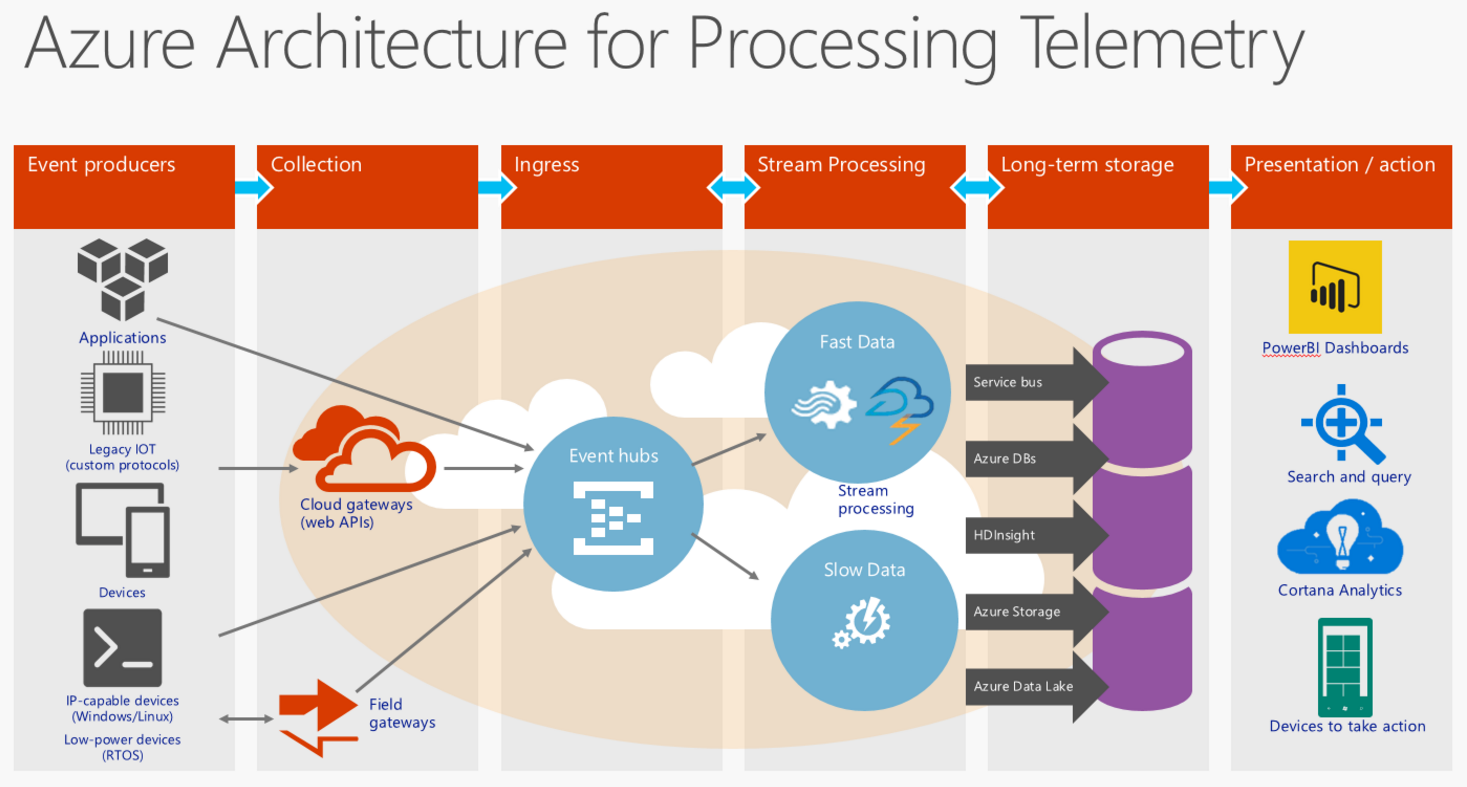 Azure Architecture for Processing Telemetry
Event producers
Collection
Ingress
Stream Processing
Long-term storage
Presentation / action
Applications
Legacy IOT
(custom protocols)
Devices
IP-capable devices
(Windows/Linux)
Low-power devices
(RTOS)
Cloud gateways
(web APIs)
Field
gateways
Event hubs
Fast Data
Stream
processing
Slow Data
Service bus
Azure DBs
HDInsight
Azure Storage
Azure Data Lake
PowerBI Dashboards
Search and query
Cortana Analytics
Devices to take action